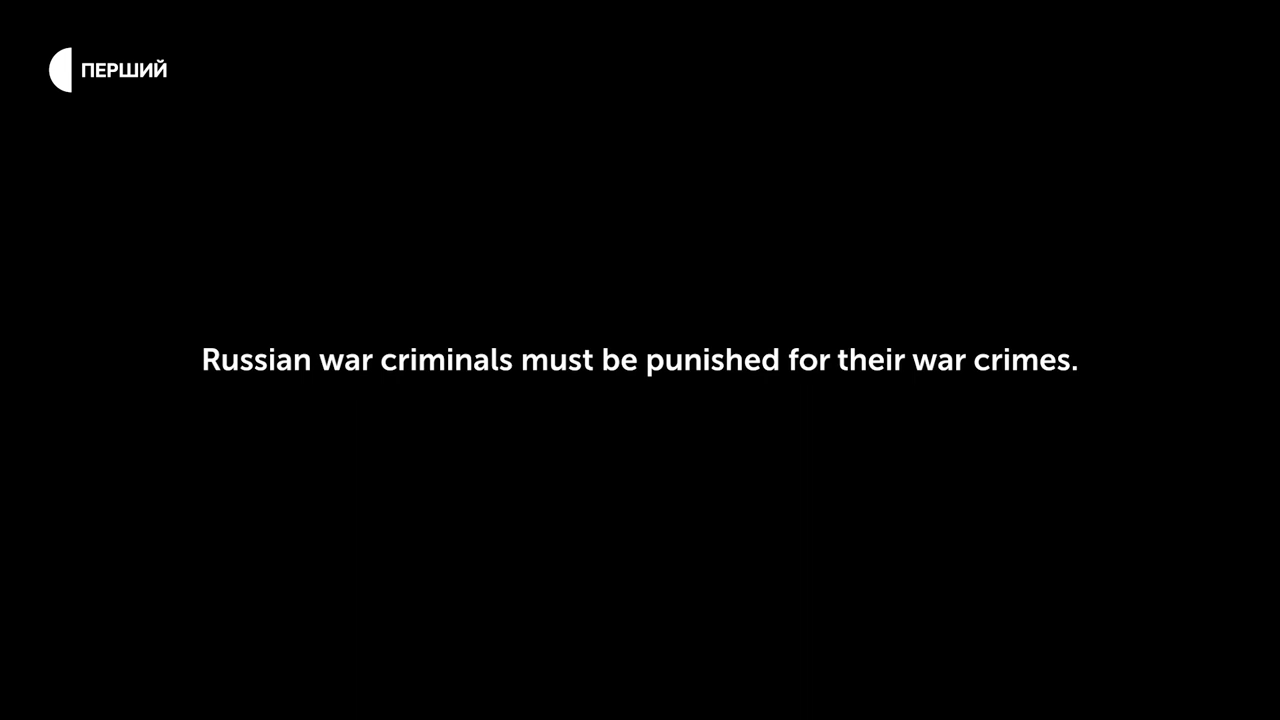 ПЕРШИЙ
Russian war criminals must be punished for their war crimes.